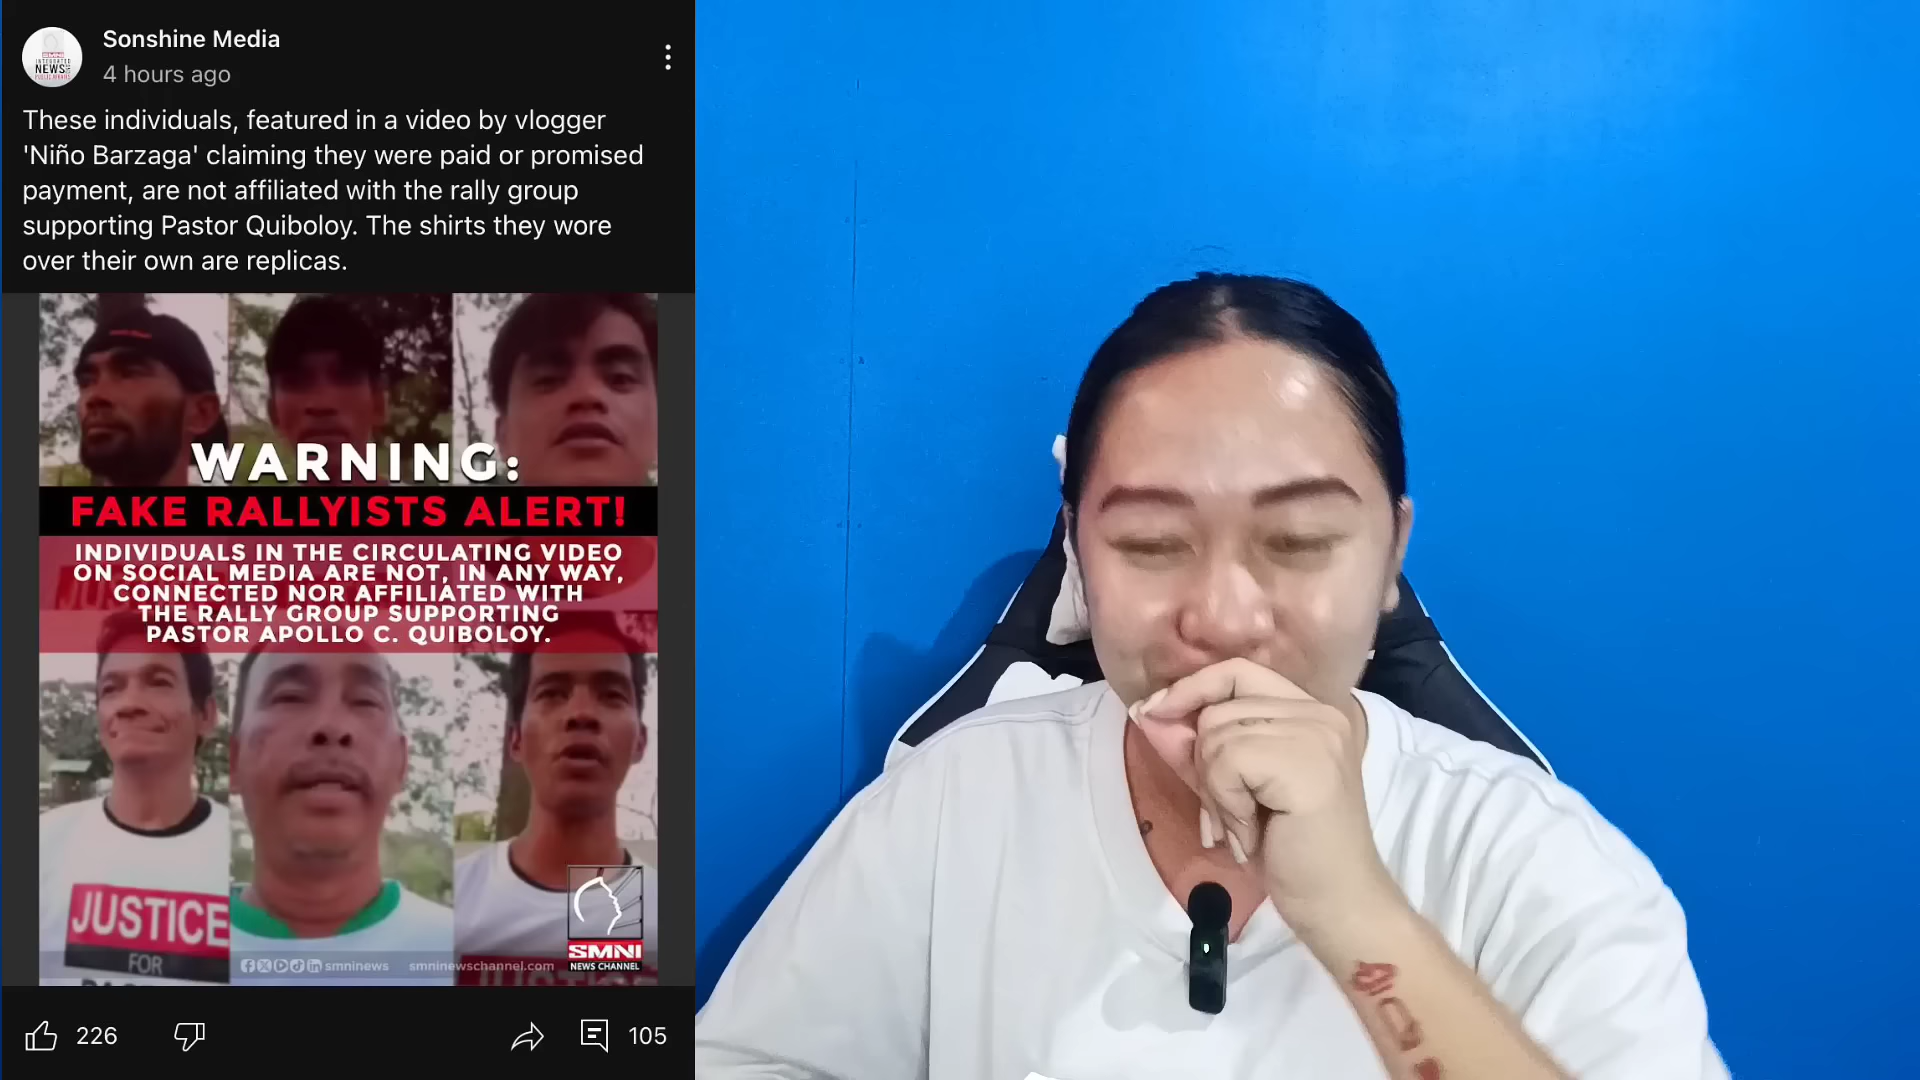 Sonshine Media
4 hours ago
These individuals, featured in a video by vlogger
'Niño Barzaga' claiming they were paid or promised
payment, are not affiliated with the rally group
supporting Pastor Quiboloy. The shirts they wore
over their own are replicas.
WARNING:
FAKE RALLYISTS ALERT!
INDIVIDUALS IN THE CIRCULATING VIDEO
ON SOCIAL MEDIA ARE NOT, IN ANY WAY,
CONNECTED NOR AFFILIATED WITH
THE RALLY GROUP SUPPORTING
PASTOR APOLLO C. QUIBOLOY.
JUSTICE
FOR
smninews smninewschannel.com
SMNI
NEWS CHANNEL
226
105